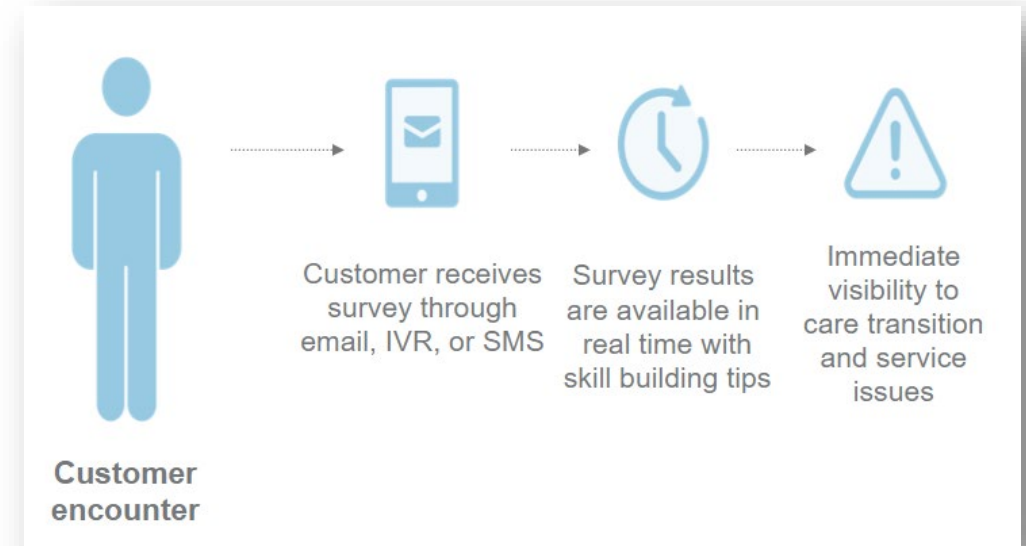 Customer
encounter
Customer receives
survey through
email, IVR, or SMS
Survey results
are available in
real time with
skill building tips
Immediate
visibility to
care transition
and service
issues